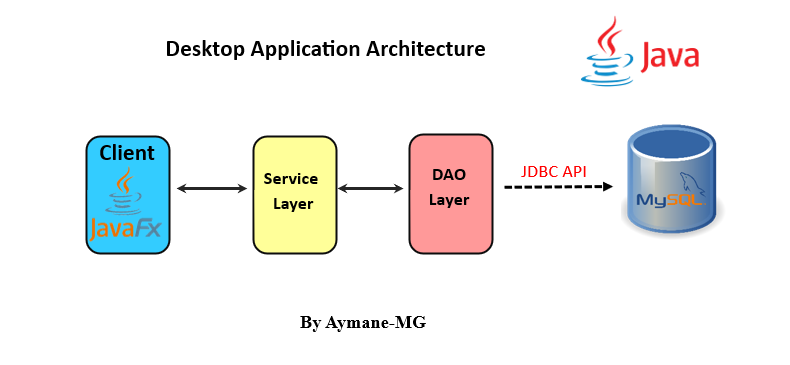 Desktop Application Architecture
Java
Client
JavaFx
Service
Layer
DAO
Layer
JDBC API
MySQL
By Aymane-MG